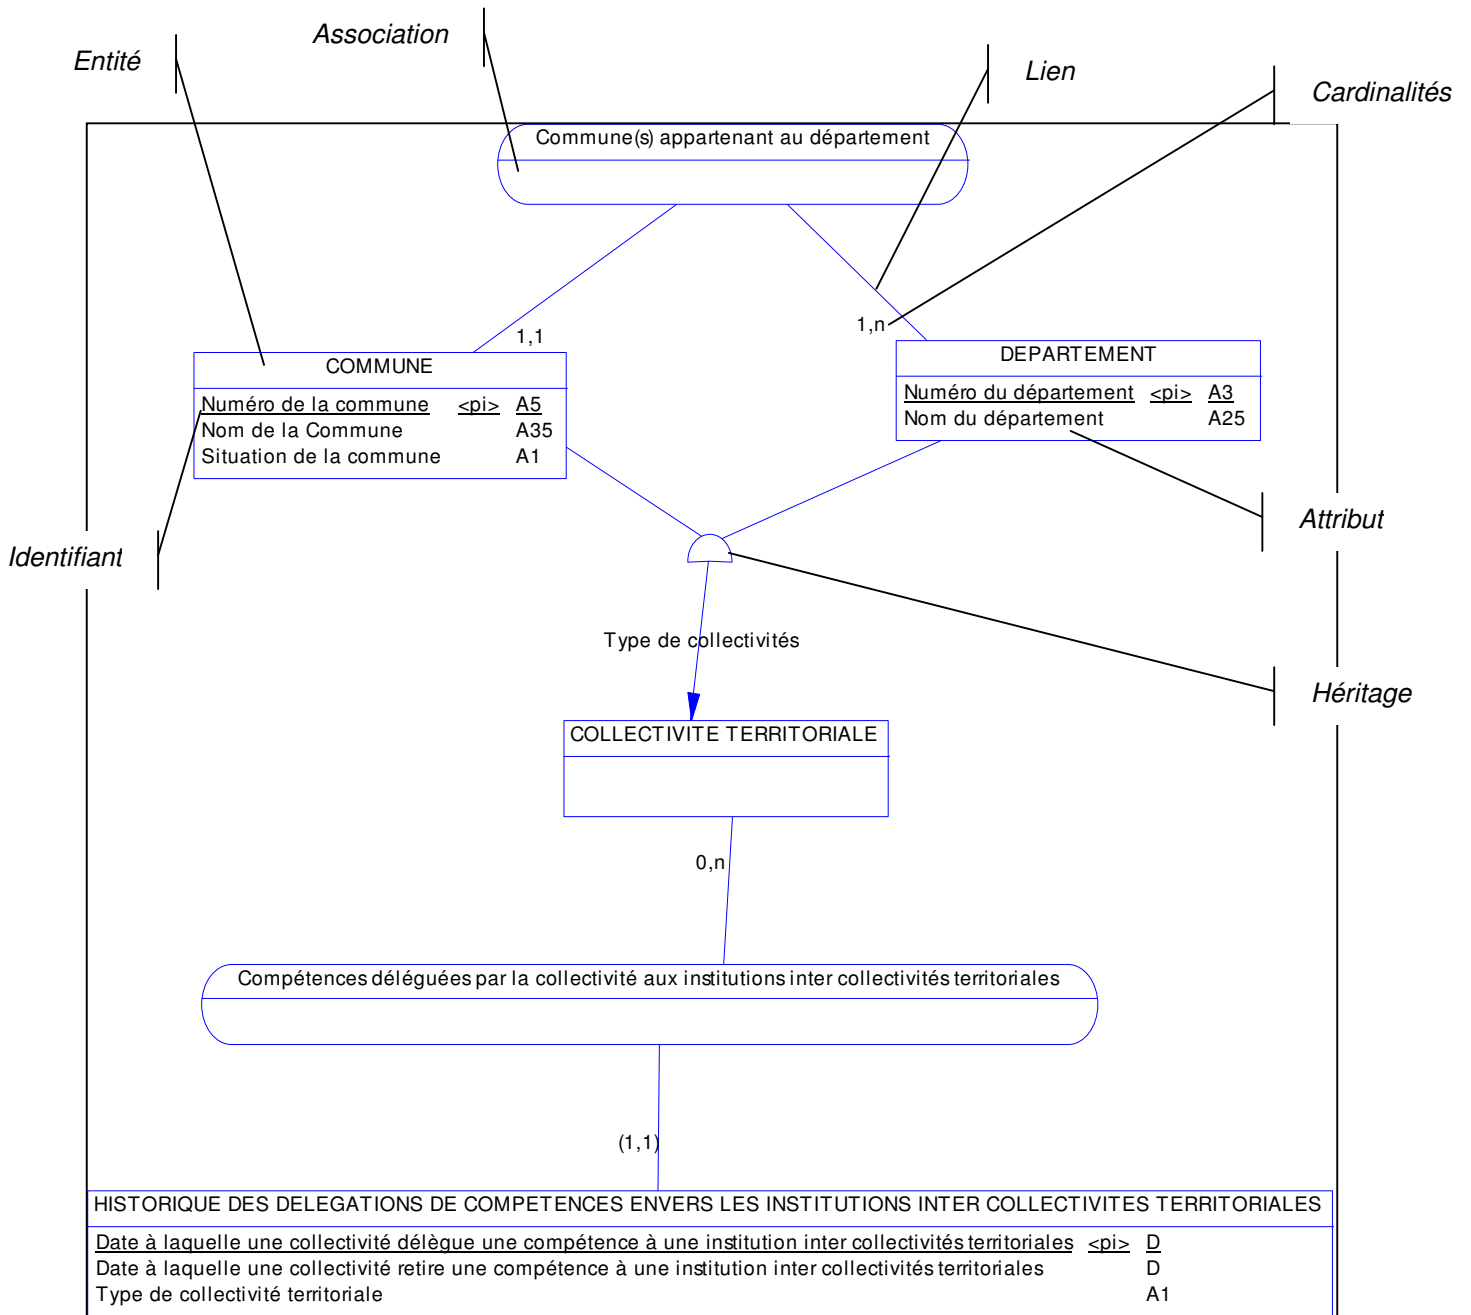 Association
Entité
Lien
Cardinalités
Commune(s) appartenant au département
1,1
1,n
COMMUNE
Numéro de la commune <pi> A5
Nom de la Commune A35
Situation de la commune A1
DEPARTEMENT
Numéro du département <pi> A3
Nom du département A25
Attribut
Identifiant
Type de collectivités
Héritage
COLLECTIVITE TERRITORIALE
0,n
Compétences déléguées par la collectivité aux institutions inter collectivités territoriales
(1,1)
HISTORIQUE DES DELEGATIONS DE COMPETENCES ENVERS LES INSTITUTIONS INTER COLLECTIVITES TERRITORIALES
Date à laquelle une collectivité délègue une compétence à une institution inter collectivités territoriales <pi> D
Date à laquelle une collectivité retire une compétence à une institution inter collectivités territoriales D
Type de collectivité territoriale A1